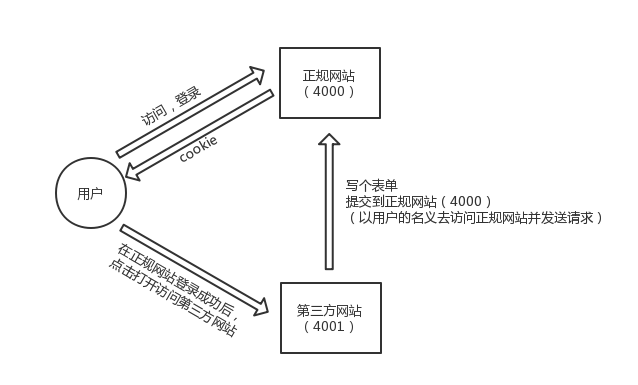 正规网站
（4000）
访问，登录
cookie
用户
写个表单
提交到正规网站（4000）
（以用户的名义去访问正规网站并发送请求）
在正规网站登录成功后，
点击打开访问第三方网站
第三方网站
（4001）